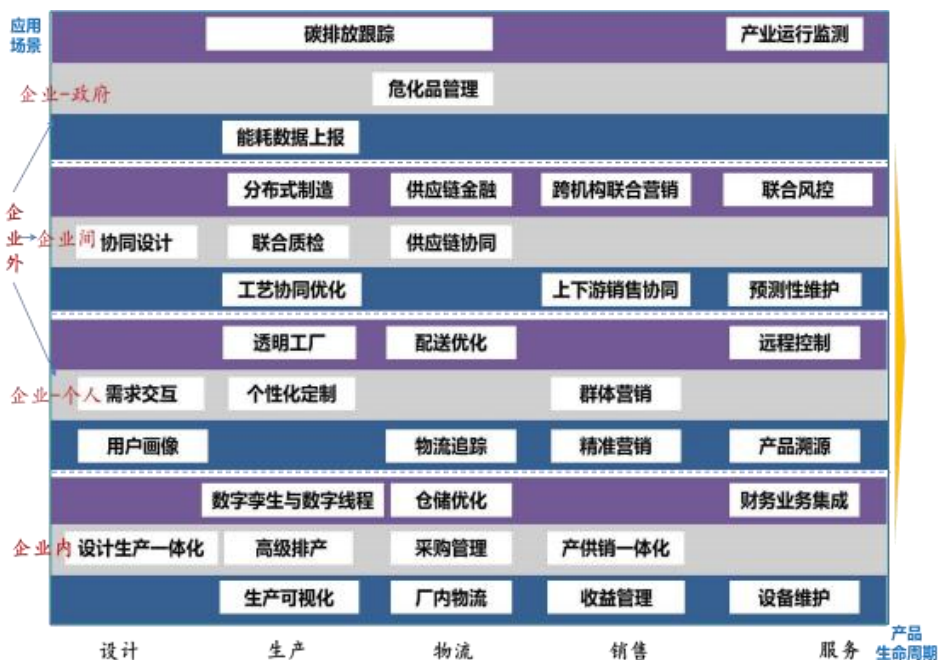 应用
场景
碳排放跟踪 产业运行监测
企业-政府 危化品管理
能耗数据上报
分布式制造 供应链金融 跨机构联合营销 联合风控
企业外
企业间 协同设计 联合质检 供应链协同
工艺协同优化 上下游销售协同 预测性维护
透明工厂 配送优化 远程控制
企业-个人 需求交互 个性化定制 群体营销
用户画像 物流追踪 精准营销 产品溯源
数字孪生与数字线程 仓储优化 财务业务集成
企业内 设计生产一体化 高级排产 采购管理 产供销一体化
生产可视化 厂内物流 收益管理 设备维护
设计 生产 物流 销售 服务
产品
生命周期